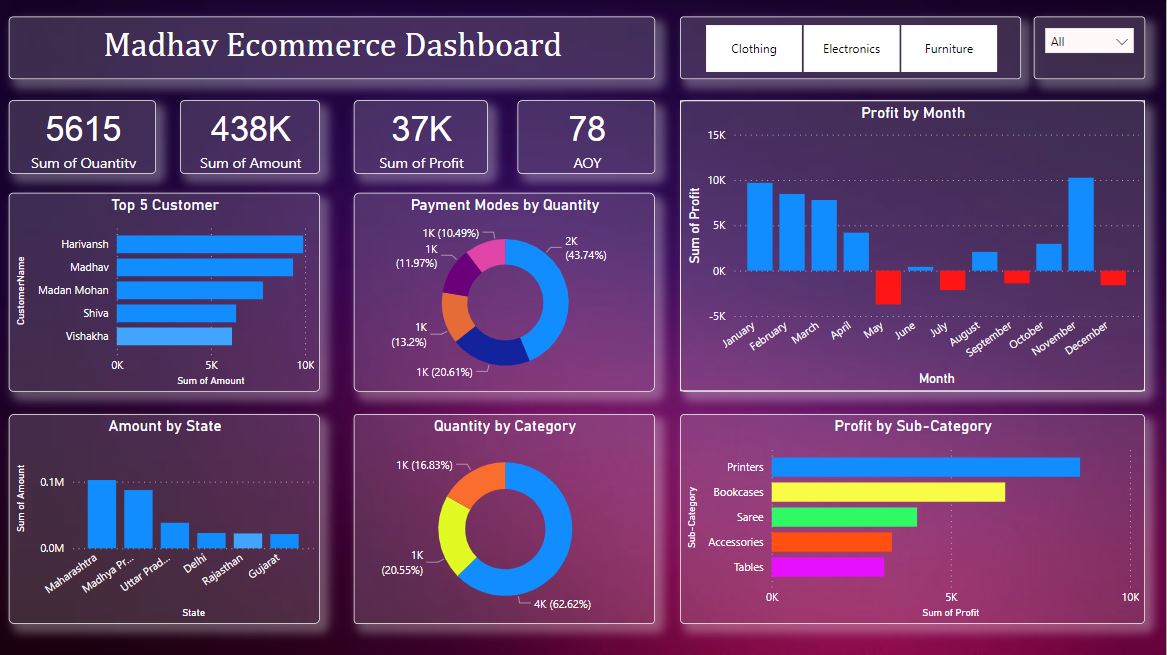 Madhav Ecommerce Dashboard
Clothing
Electronics
Furniture
All
5615
Sum of Quantity
438K
Sum of Amount
37K
Sum of Profit
78
AOY
Top 5 Customer
CustomerName
Harivansh
Madhav
Madan Mohan
Shiva
Vishakha
0K
5K
10K
Sum of Amount
Payment Modes by Quantity
2K
(43.74%)
1K (20.61%)
1K
(13.2%)
1K
(11.97%)
1K (10.49%)
Profit by Month
Sum of Profit
15K
10K
5K
0K
-5K
January
February
March
April
May
June
July
August
September
October
November
December
Month
Amount by State
Sum of Amount
0.1M
0.0M
Maharashtra
Madhya Pr...
Uttar Prad...
Delhi
Rajasthan
Gujarat
State
Quantity by Category
1K (16.83%)
1K
(20.55%)
4K (62.62%)
Profit by Sub-Category
Sub-Category
Printers
Bookcases
Saree
Accessories
Tables
0K
5K
10K
Sum of Profit